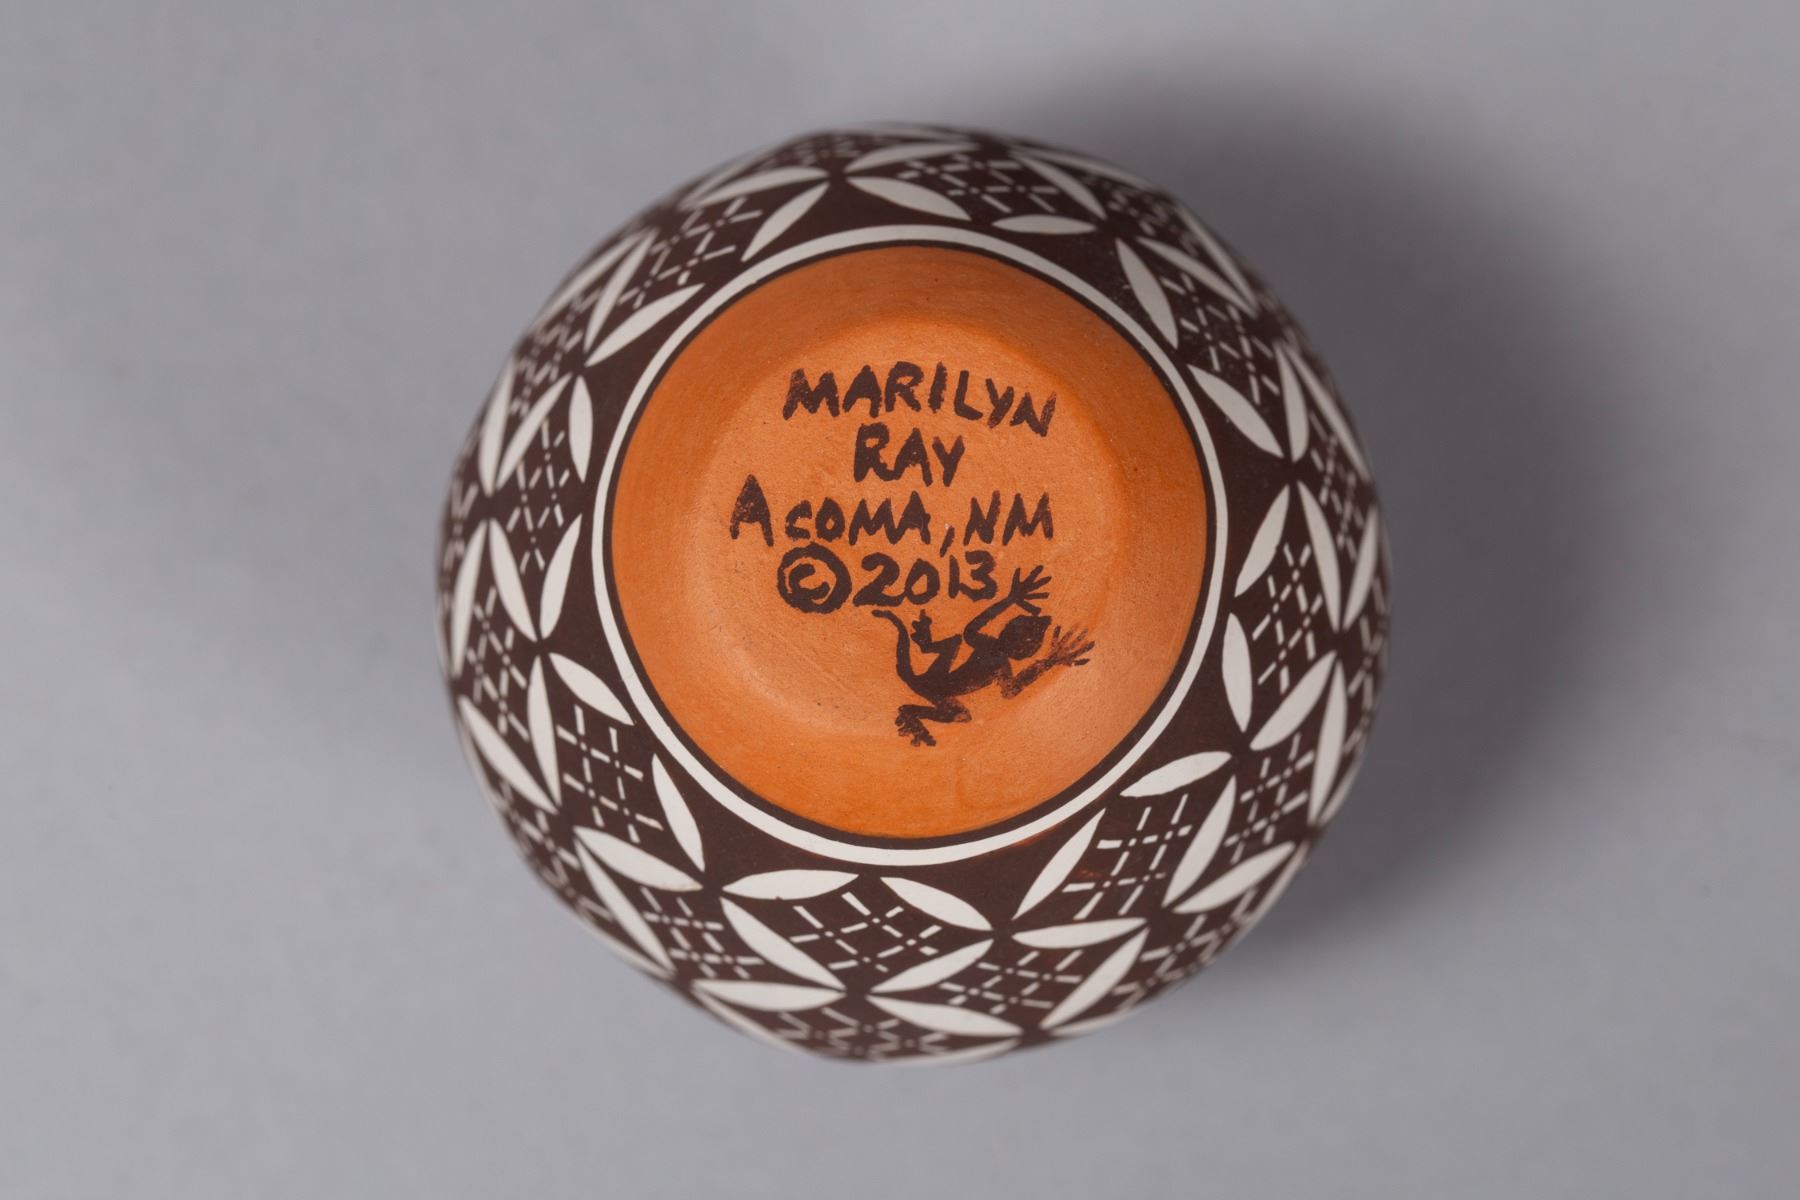 MARILYN
RAY
ACOMA, NM
©2013